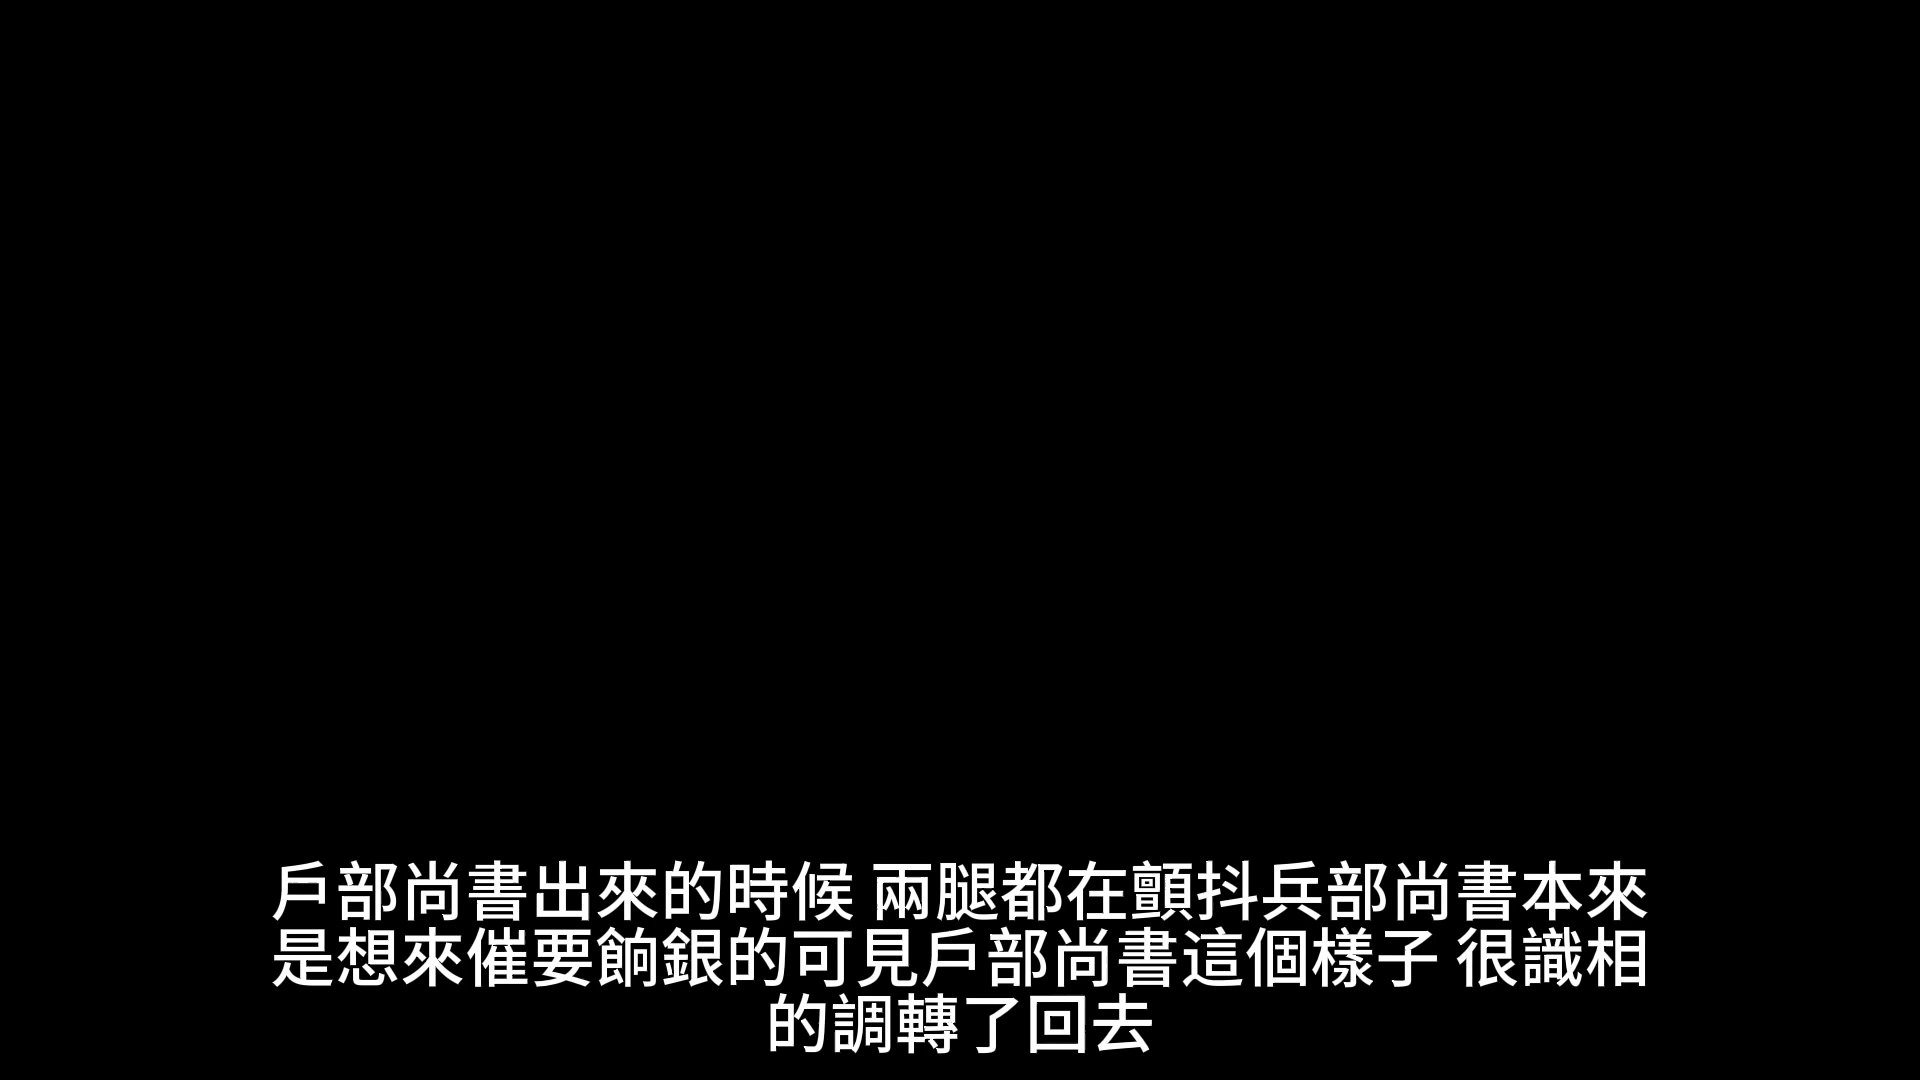 戶部尚書出來的時候 兩腿都在顫抖兵部尚書本來
是想來催要餉銀的可見戶部尚書這個樣子 很識相
的調轉了回去